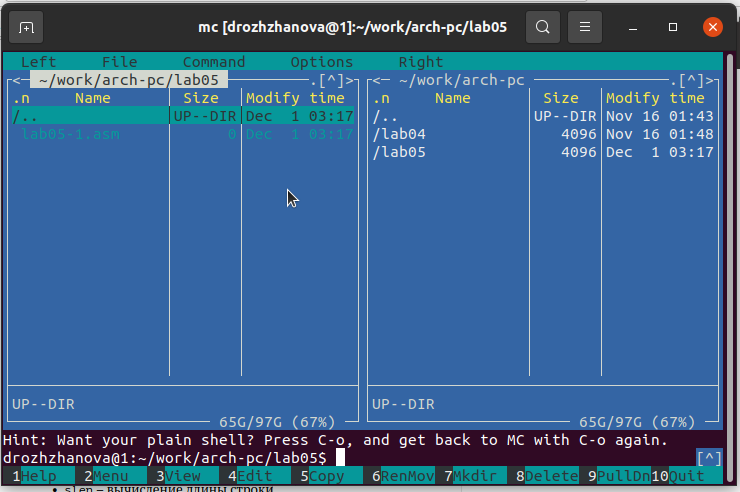 mc [drozhzhanova@1]:~/work/arch-pc/lab05
Left File Command Options Right
<─ ~/work/arch-pc/lab05 .[^]>
.n Name Size Modify time
/.. UP--DIR Dec 1 03:17
lab05-1.asm 0 Dec 1 03:17
UP--DIR
65G/97G (67%)
<─ ~/work/arch-pc .[^]>
.n Name Size Modify time
/.. UP--DIR Nov 16 01:43
/lab04 4096 Nov 16 01:48
/lab05 4096 Dec 1 03:17
UP--DIR
65G/97G (67%)
Hint: Want your plain shell? Press C-o, and get back to MC with C-o again.
drozhzhanova@1:~/work/arch-pc/lab05$ [^]
1Help 2Menu 3View 4Edit 5Copy 6RenMov 7Mkdir 8Delete 9PullDn 10Quit
• slen – вычисление длины строки